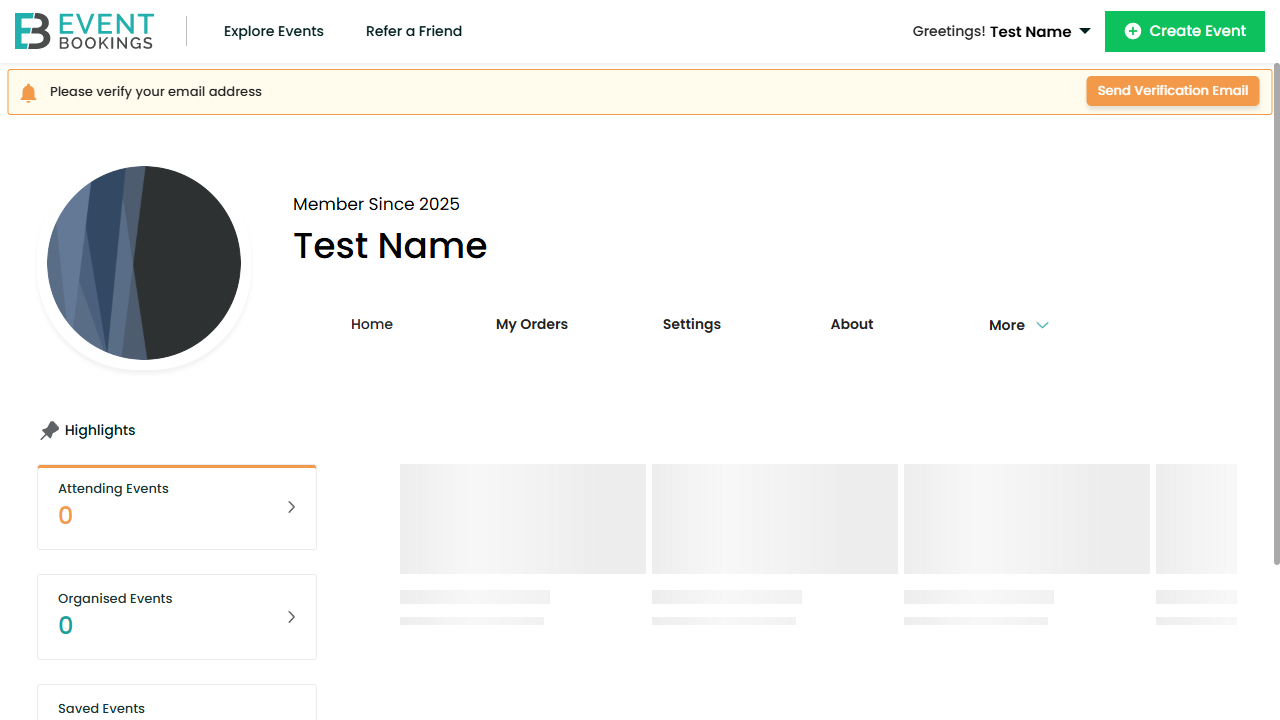 EVENT
BOOKINGS
Explore Events
Refer a Friend
Greetings! Test Name
Create Event
Please verify your email address
Send Verification Email
Member Since 2025
Test Name
Home
My Orders
Settings
About
More
Highlights
Attending Events
0
Organised Events
0
Saved Events